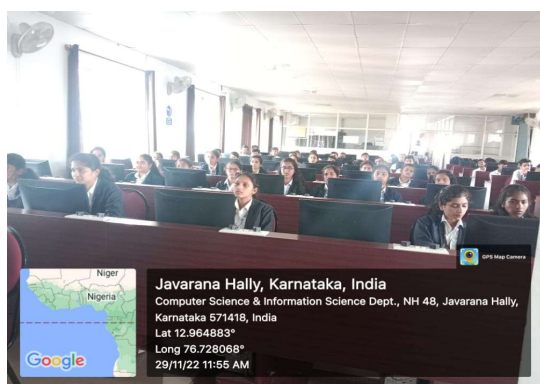 GPS Map Camera
Niger
Nigeria
Google
Javarana Hally, Karnataka, India
Computer Science & Information Science Dept., NH 48, Javarana Hally,
Karnataka 571418, India
Lat 12.964883°
Long 76.728068°
29/11/22 11:55 AM